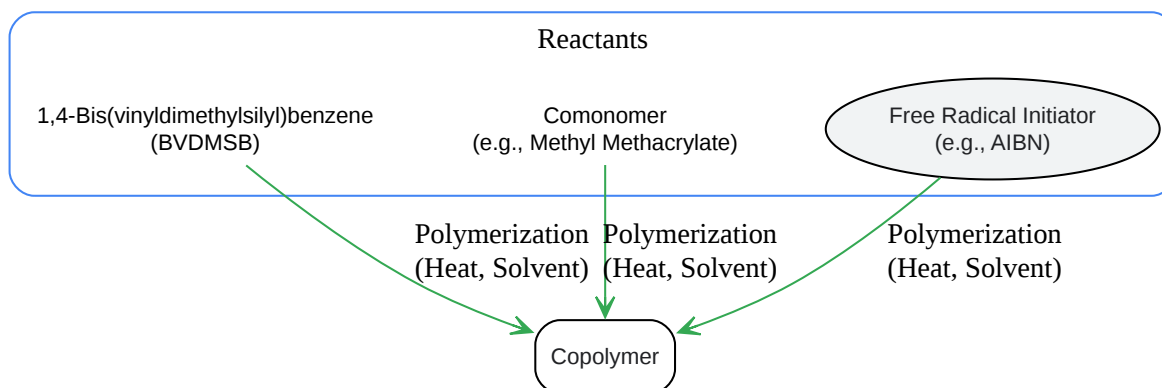 Reactants
1,4-Bis(vinyldimethylsilyl)benzene
(BVDMSB)
Comonomer
(e.g., Methyl Methacrylate)
Free Radical Initiator
(e.g., AIBN)
Polymerization
(Heat, Solvent)
Polymerization
(Heat, Solvent)
Polymerization
(Heat, Solvent)
Copolymer